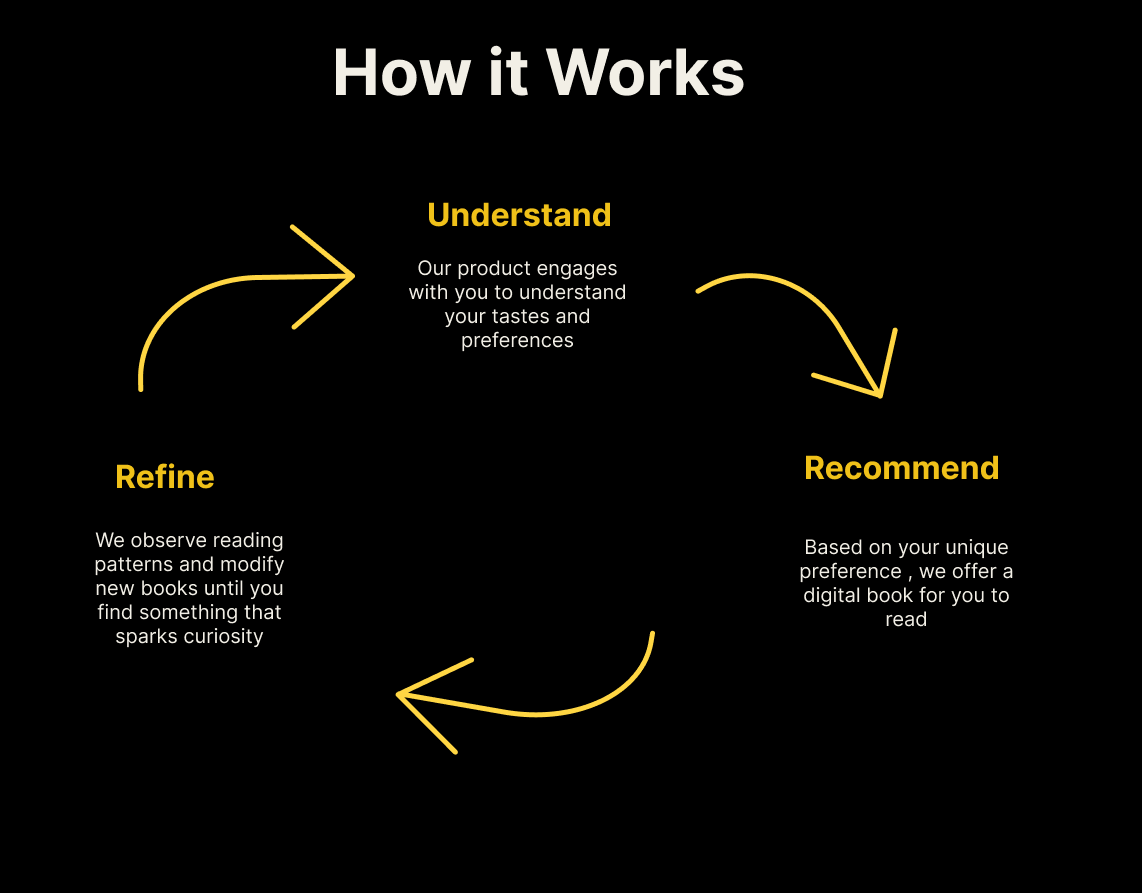 How it Works
Understand
Our product engages
with you to understand
your tastes and
preferences
Recommend
Based on your unique
preference , we offer a
digital book for you to
read
Refine
We observe reading
patterns and modify
new books until you
find something that
sparks curiosity